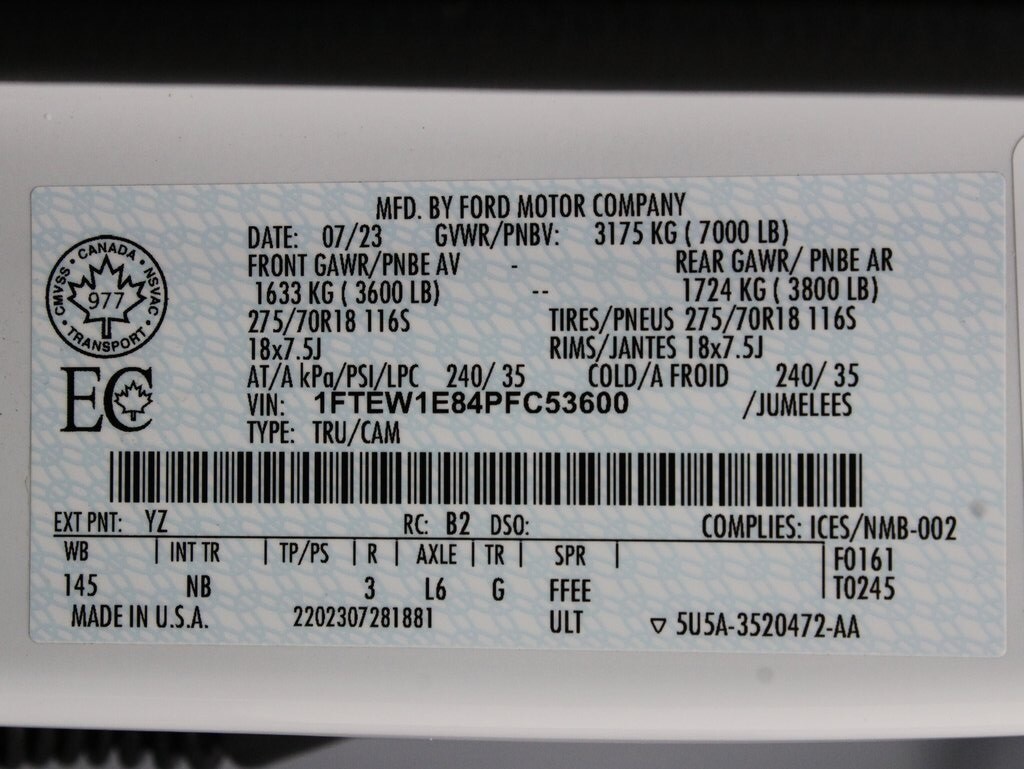 MFD. BY FORD MOTOR COMPANY
DATE: 07/23 GVWR/PNBV: 3175 KG ( 7000 LB)
FRONT GAWR/PNBE AV - REAR GAWR/ PNBE AR
1633 KG ( 3600 LB) -- 1724 KG ( 3800 LB)
275/70R18 116S TIRES/PNEUS 275/70R18 116S
18x7.5J RIMS/JANTES 18x7.5J
AT/A kPa/PSI/LPC 240/ 35 COLD/A FROID 240/ 35
VIN: 1FTEW1E84PFC53600 /JUMELEES
TYPE: TRU/CAM
CANADA
CMVSS
977
NSVAC
TRANSPORT
EC
EXT PNT: YZ RC: B2 DSO: COMPLIES: ICES/NMB-002
WB INT TR TP/PS R AXLE TR SPR F0161
145 NB 3 L6 G FFEE T0245
MADE IN U.S.A. 2202307281881 ULT ▽ 5U5A-3520472-AA